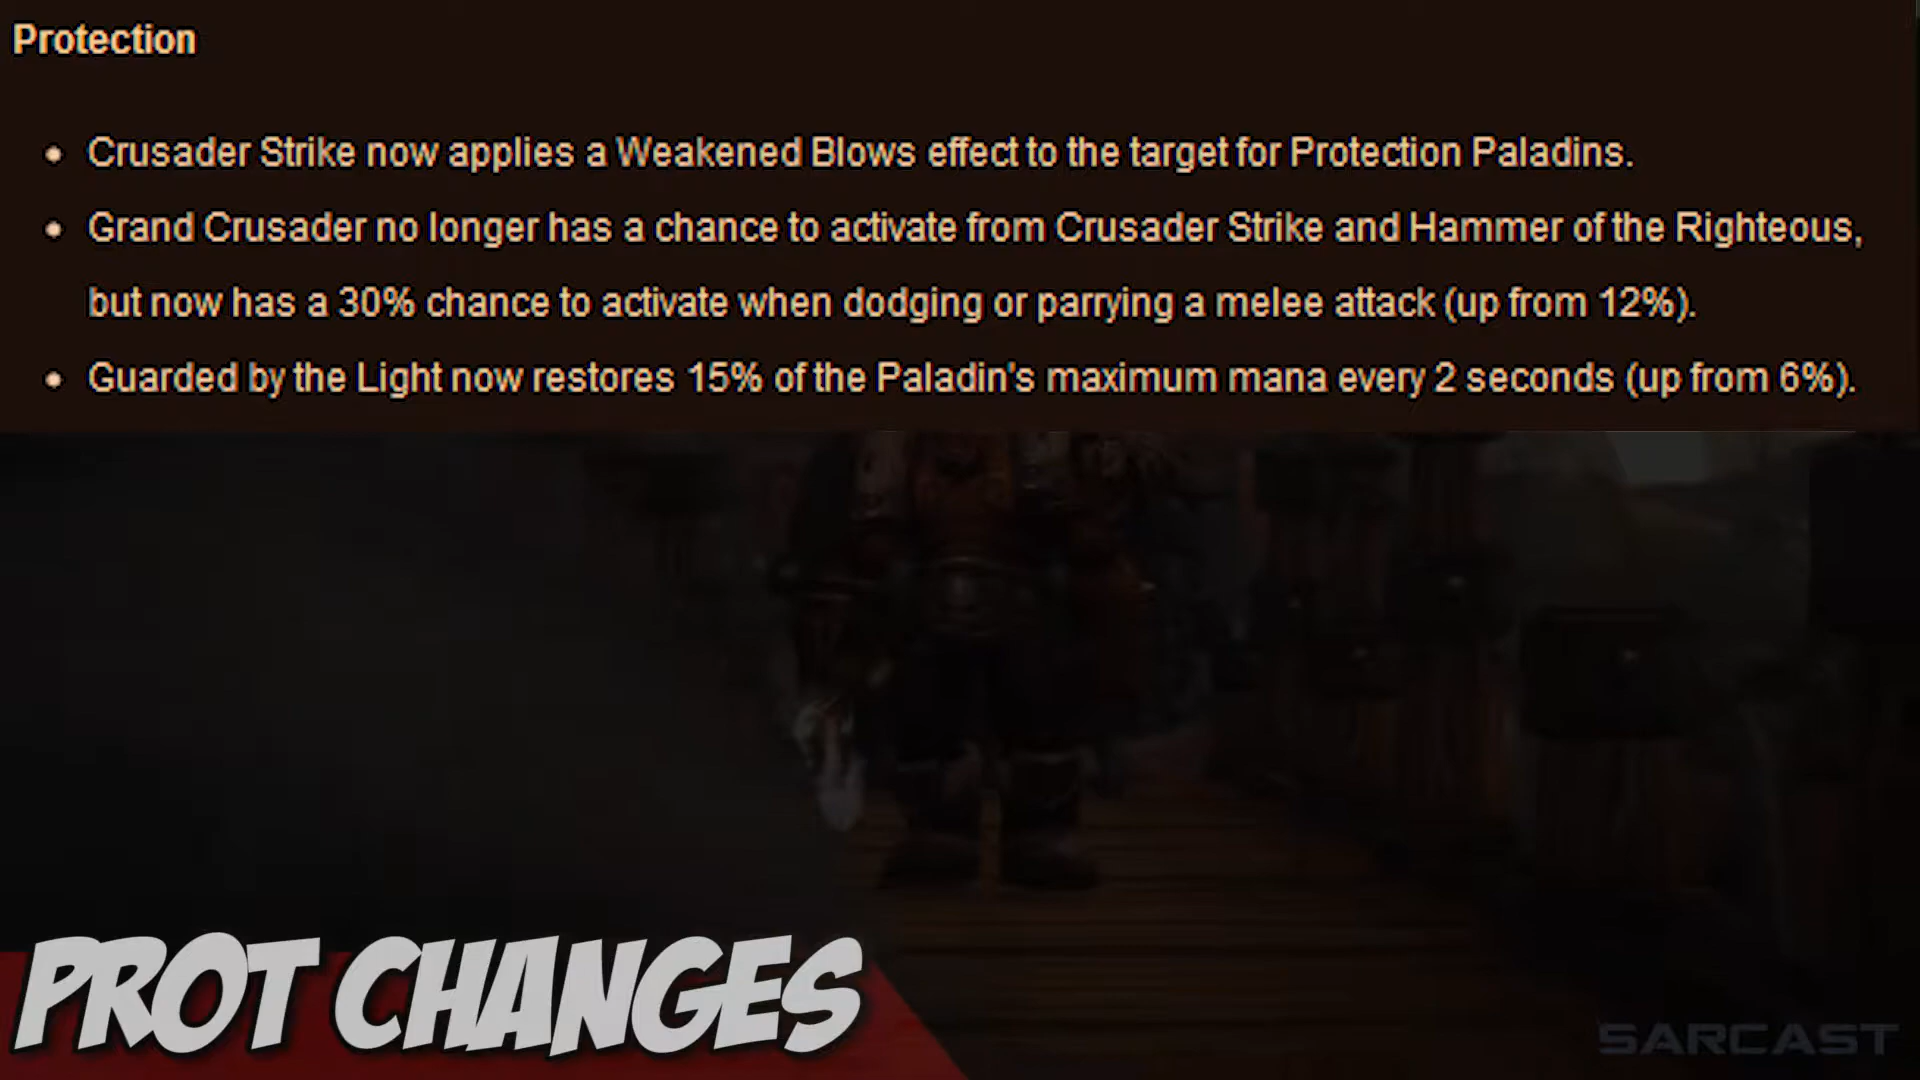 Protection
• Crusader Strike now applies a Weakened Blows effect to the target for Protection Paladins.
• Grand Crusader no longer has a chance to activate from Crusader Strike and Hammer of the Righteous,
but now has a 30% chance to activate when dodging or parrying a melee attack (up from 12%).
• Guarded by the Light now restores 15% of the Paladin's maximum mana every 2 seconds (up from 6%).
PROT CHANGES
SARCAST